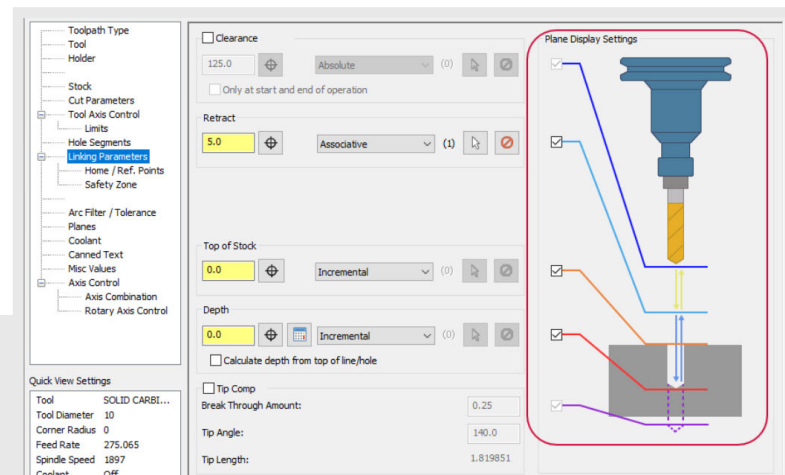 Toolpath Type
Tool
Holder
Stock
Cut Parameters
Tool Axis Control
Limits
Hole Segments
Linking Parameters
Home / Ref. Points
Safety Zone
Arc Filter / Tolerance
Planes
Coolant
Canned Text
Misc Values
Axis Control
Axis Combination
Rotary Axis Control
Quick View Settings
Tool SOLID CARBI...
Tool Diameter 10
Corner Radius 0
Feed Rate 275.065
Spindle Speed 1897
Coolant Off
Clearance
125.0 Absolute (0)
Only at start and end of operation
Retract
5.0 Associative (1)
Top of Stock
0.0 Incremental (0)
Depth
0.0 Incremental (0)
Calculate depth from top of line/hole
Tip Comp
Break Through Amount: 0.25
Tip Angle: 140.0
Tip Length: 1.819851
Plane Display Settings